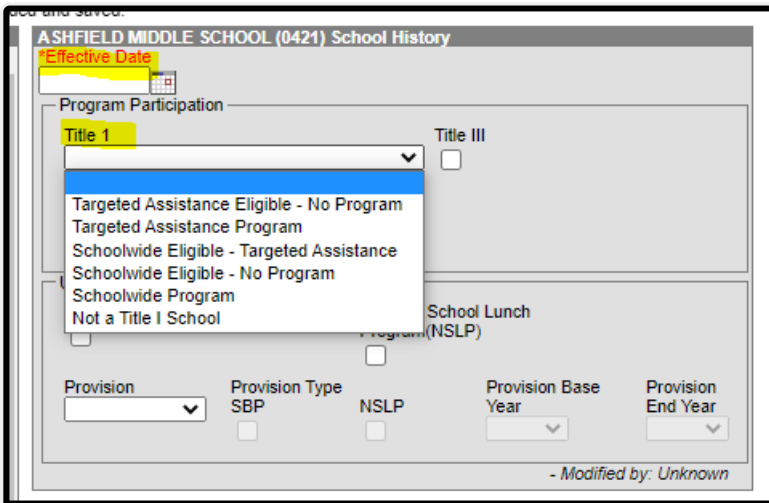 and saved.
ASHFIELD MIDDLE SCHOOL (0421) School History
*Effective Date
Program Participation
Title 1
Title III
Targeted Assistance Eligible - No Program
Targeted Assistance Program
Schoolwide Eligible - Targeted Assistance
Schoolwide Eligible - No Program
Schoolwide Program
Not a Title I School
School Lunch
(NSLP)
Provision
Provision Type
SBP
NSLP
Provision Base
Year
Provision
End Year
- Modified by: Unknown